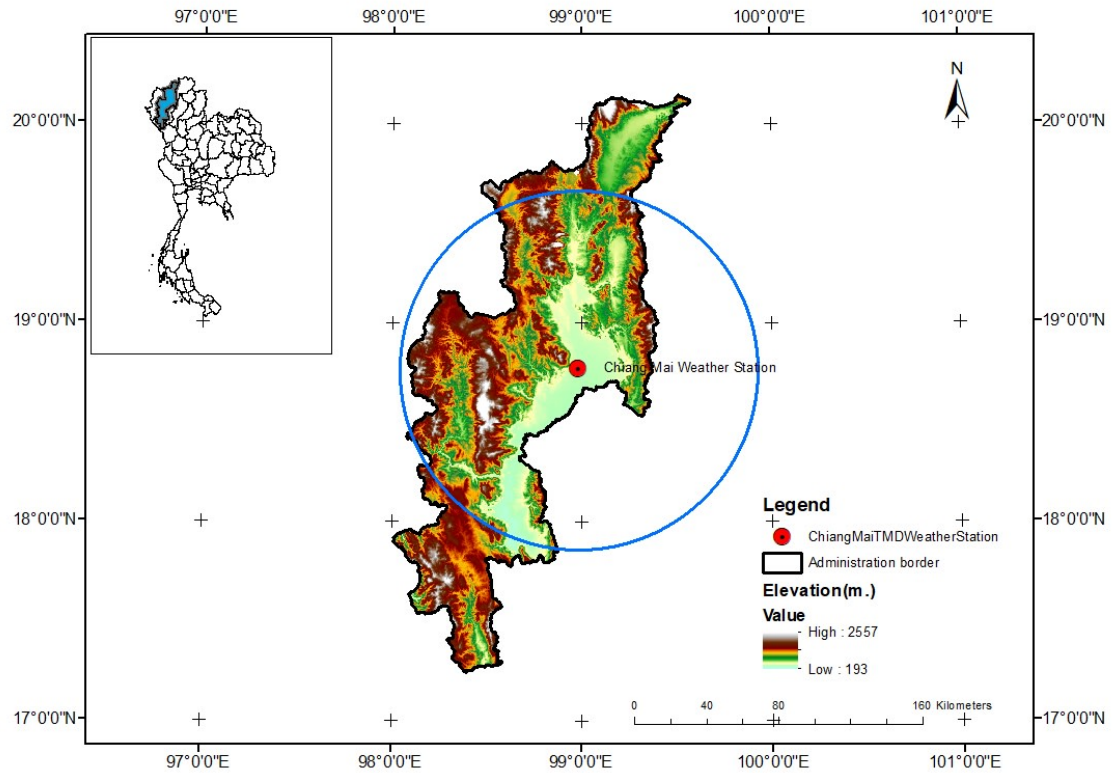 97°0'0"E 98°0'0"E 99°0'0"E 100°0'0"E 101°0'0"E
N
20°0'0"N 20°0'0"N
19°0'0"N 19°0'0"N
Chiang Mai Weather Station
18°0'0"N 18°0'0"N
Legend
ChiangMaiTMDWeatherStation
Administration border
Elevation(m.)
Value
High : 2557
Low : 193
0 40 80 160 Kilometers
17°0'0"N 17°0'0"N
97°0'0"E 98°0'0"E 99°0'0"E 100°0'0"E 101°0'0"E